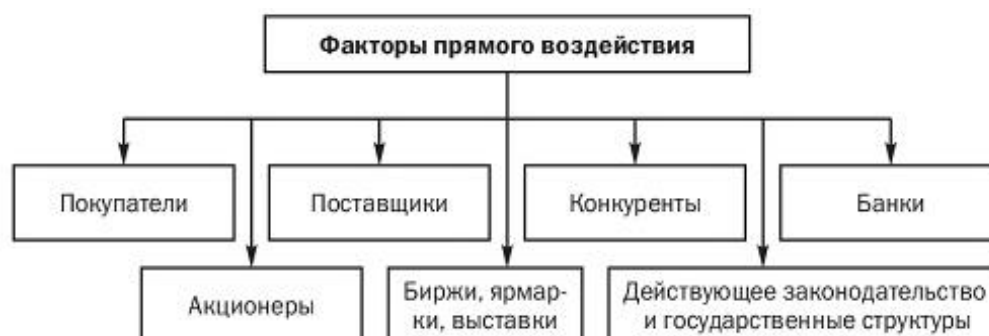 Факторы прямого воздействия
Покупатели
Поставщики
Конкуренты
Банки
Акционеры
Биржи, ярмар-
ки, выставки
Действующее законодательство
и государственные структуры